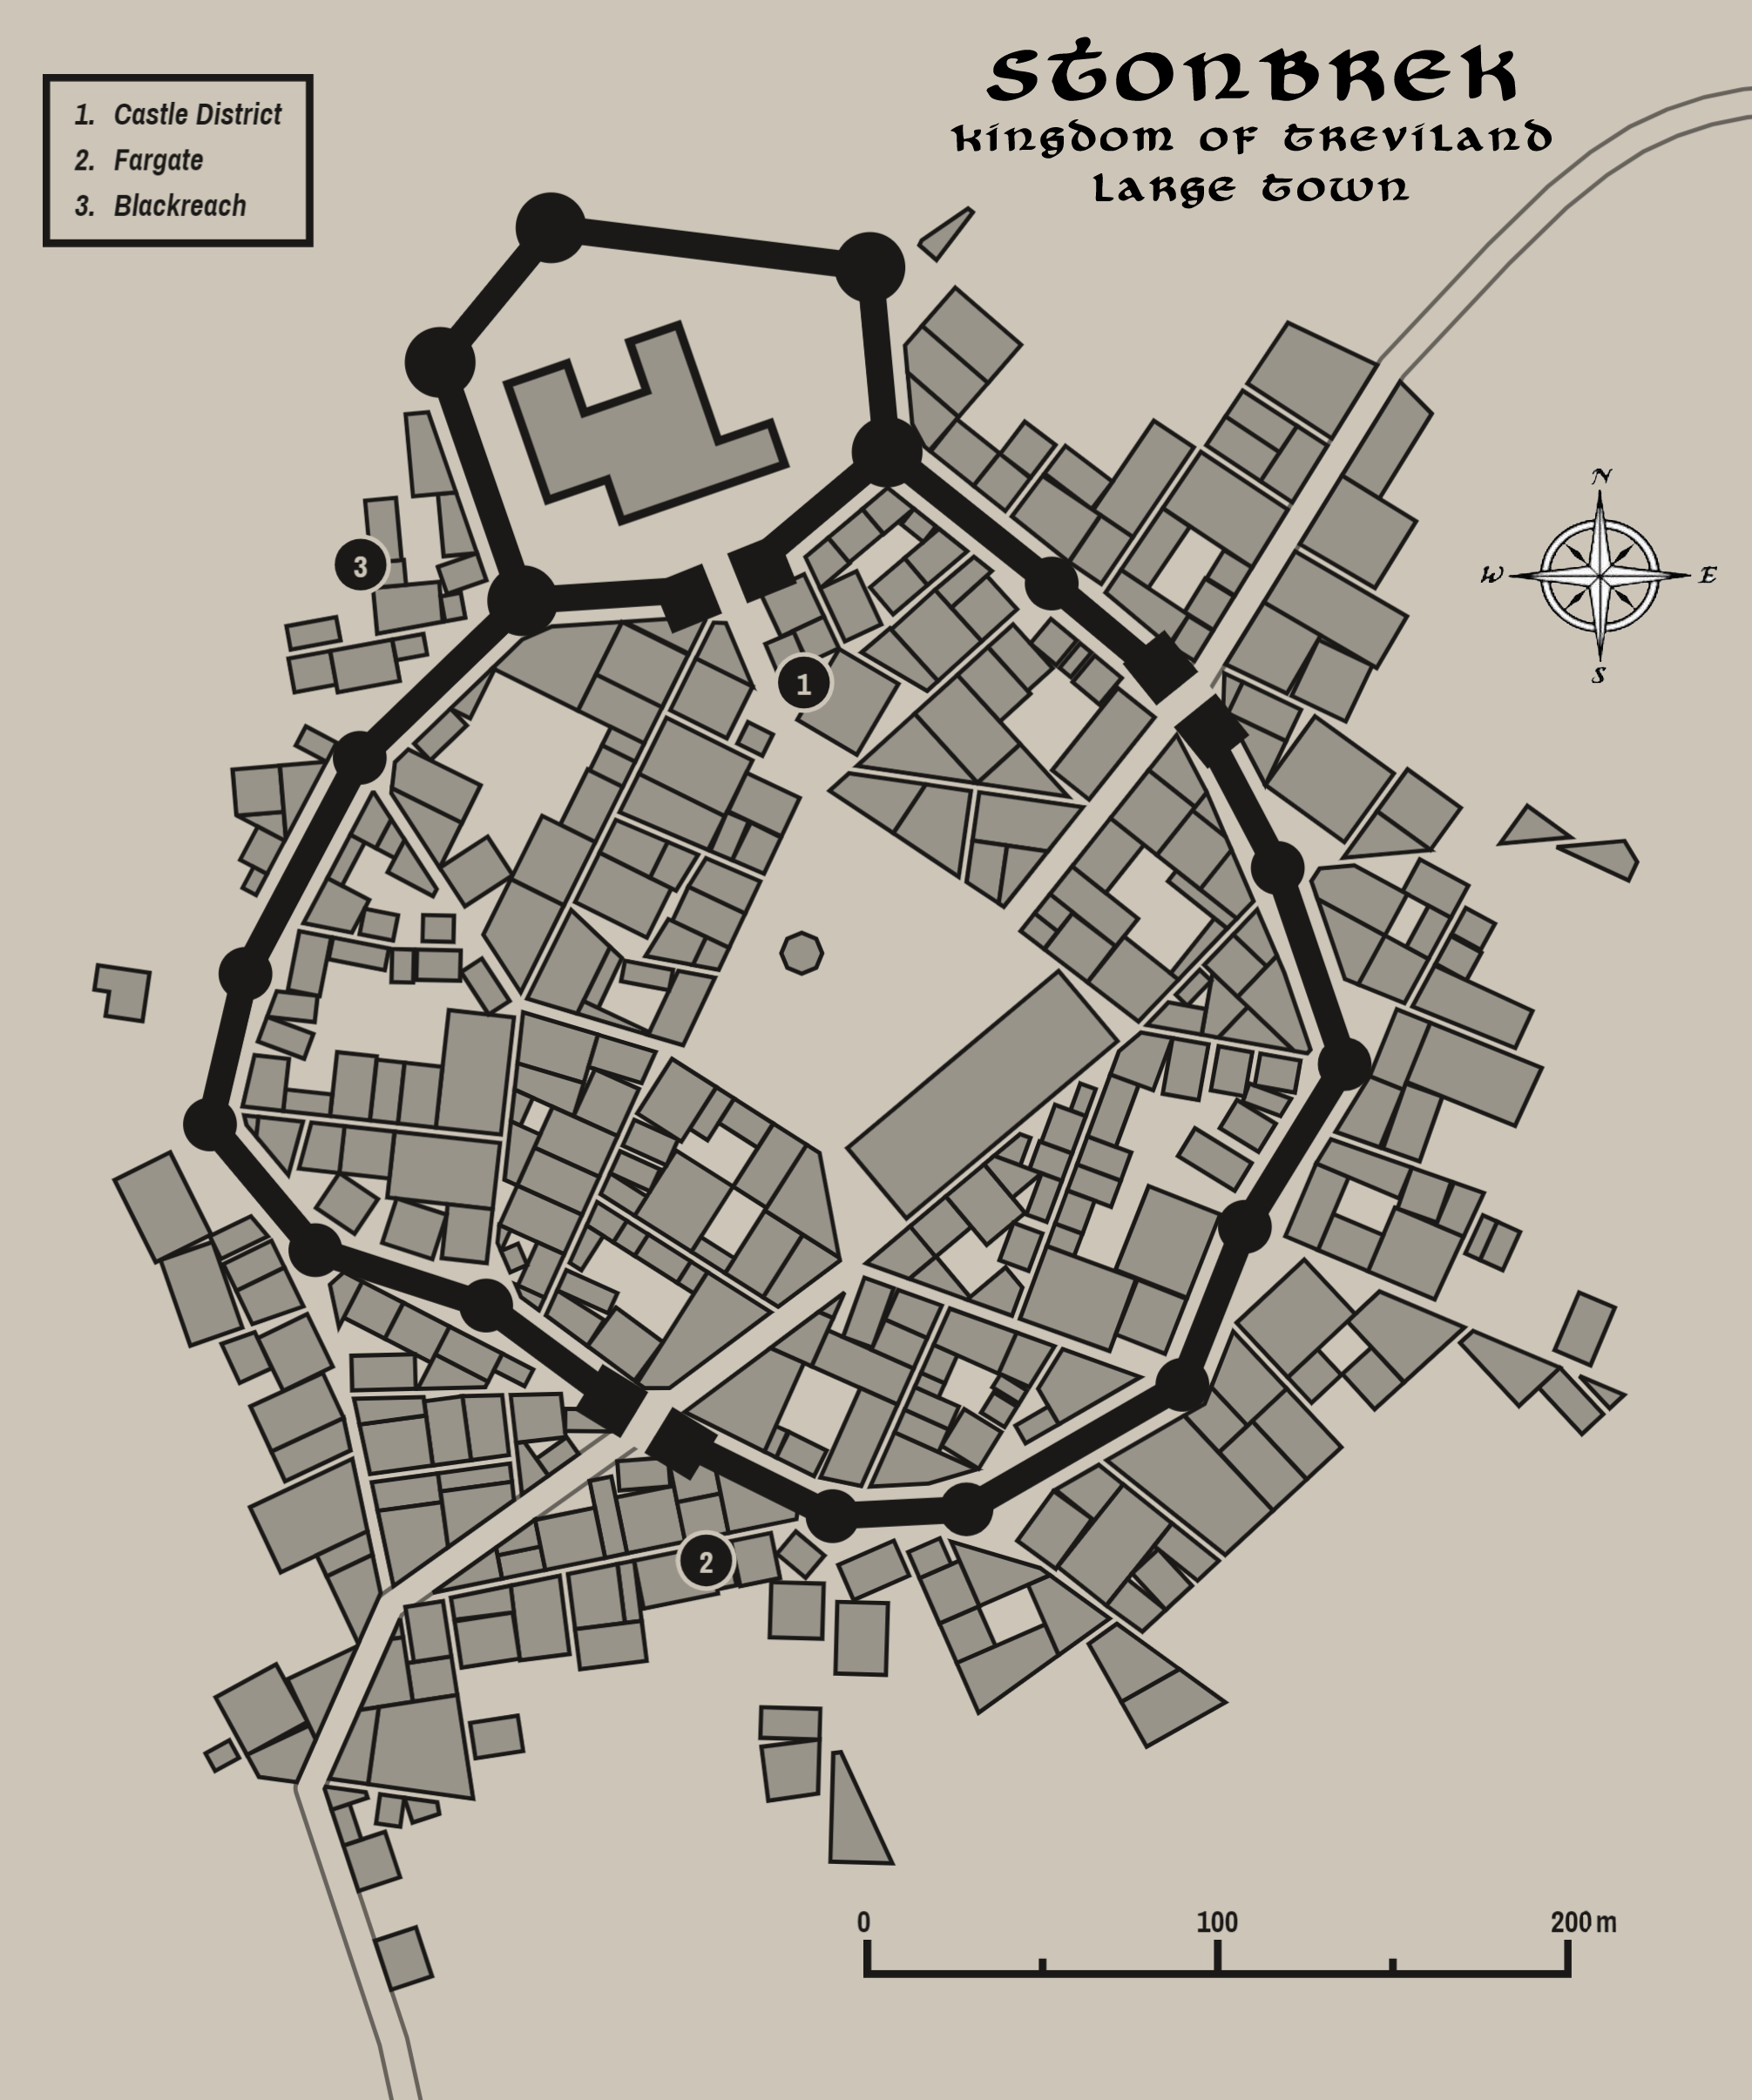 STONBREK
KINGDOM OF TREVILAND
LARGE TOWN
1. Castle District
2. Fargate
3. Blackreach
N
W E
S
3
1
2
0 100 200 m